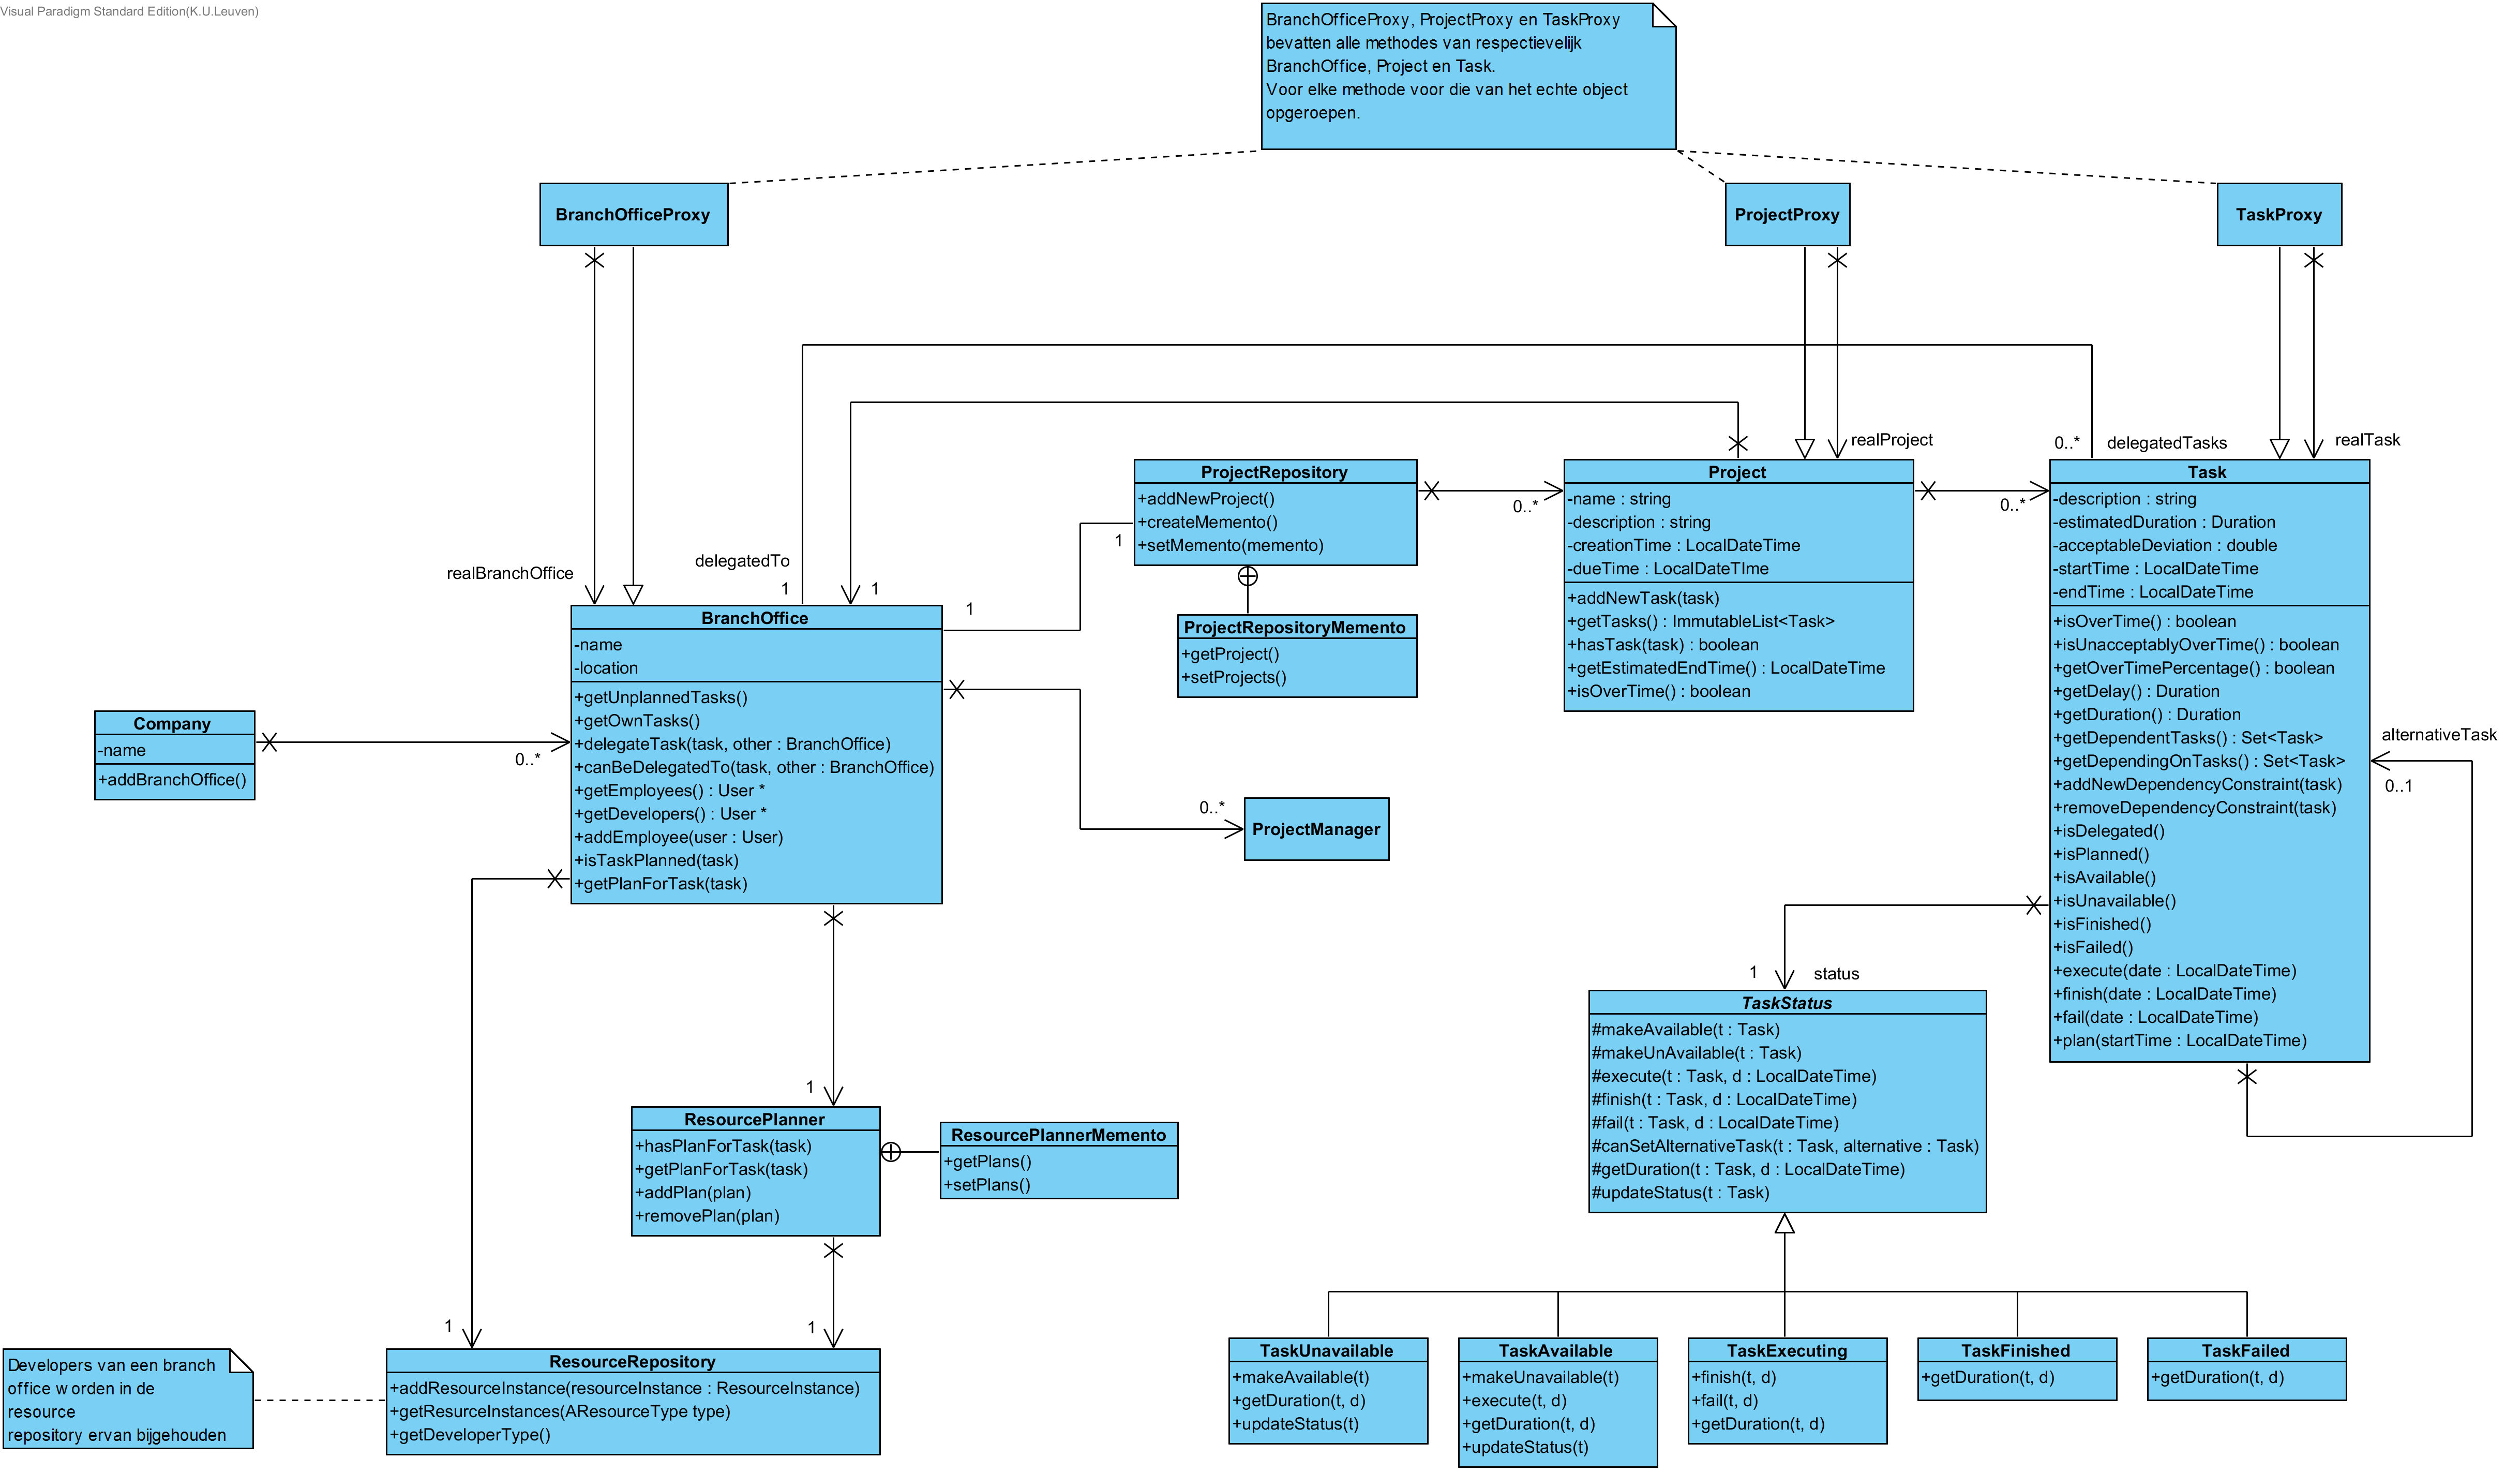 Visual Paradigm Standard Edition(K.U.Leuven)
BranchOfficeProxy, ProjectProxy en TaskProxy
bevatten alle methodes van respectievelijk
BranchOffice, Project en Task.
Voor elke methode voor die van het echte object
opgeroepen.
BranchOfficeProxy
ProjectProxy
TaskProxy
realBranchOffice
delegatedTo
1
1
realProject
0..*
delegatedTasks
realTask
ProjectRepository
+addNewProject()
+createMemento()
+setMemento(memento)
1
1
0..*
ProjectRepositoryMemento
+getProject()
+setProjects()
Project
-name : string
-description : string
-creationTime : LocalDateTime
-dueTime : LocalDateTIme
+addNewTask(task)
+getTasks() : ImmutableList<Task>
+hasTask(task) : boolean
+getEstimatedEndTime() : LocalDateTime
+isOverTime() : boolean
0..*
Task
-description : string
-estimatedDuration : Duration
-acceptableDeviation : double
-startTime : LocalDateTime
-endTime : LocalDateTime
+isOverTime() : boolean
+isUnacceptablyOverTime() : boolean
+getOverTimePercentage() : boolean
+getDelay() : Duration
+getDuration() : Duration
+getDependentTasks() : Set<Task>
+getDependingOnTasks() : Set<Task>
+addNewDependencyConstraint(task)
+removeDependencyConstraint(task)
+isDelegated()
+isPlanned()
+isAvailable()
+isUnavailable()
+isFinished()
+isFailed()
+execute(date : LocalDateTime)
+finish(date : LocalDateTime)
+fail(date : LocalDateTime)
+plan(startTime : LocalDateTime)
alternativeTask
0..1
BranchOffice
-name
-location
+getUnplannedTasks()
+getOwnTasks()
+delegateTask(task, other : BranchOffice)
+canBeDelegatedTo(task, other : BranchOffice)
+getEmployees() : User *
+getDevelopers() : User *
+addEmployee(user : User)
+isTaskPlanned(task)
+getPlanForTask(task)
Company
-name
+addBranchOffice()
0..*
0..*
ProjectManager
1
status
TaskStatus
#makeAvailable(t : Task)
#makeUnAvailable(t : Task)
#execute(t : Task, d : LocalDateTime)
#finish(t : Task, d : LocalDateTime)
#fail(t : Task, d : LocalDateTime)
#canSetAlternativeTask(t : Task, alternative : Task)
#getDuration(t : Task, d : LocalDateTime)
#updateStatus(t : Task)
1
ResourcePlanner
+hasPlanForTask(task)
+getPlanForTask(task)
+addPlan(plan)
+removePlan(plan)
ResourcePlannerMemento
+getPlans()
+setPlans()
1
1
Developers van een branch
office worden in de
resource
repository ervan bijgehouden
ResourceRepository
+addResourceInstance(resourceInstance : ResourceInstance)
+getResurceInstances(AResourceType type)
+getDeveloperType()
TaskUnavailable
+makeAvailable(t)
+getDuration(t, d)
+updateStatus(t)
TaskAvailable
+makeUnavailable(t)
+execute(t, d)
+getDuration(t, d)
+updateStatus(t)
TaskExecuting
+finish(t, d)
+fail(t, d)
+getDuration(t, d)
TaskFinished
+getDuration(t, d)
TaskFailed
+getDuration(t, d)